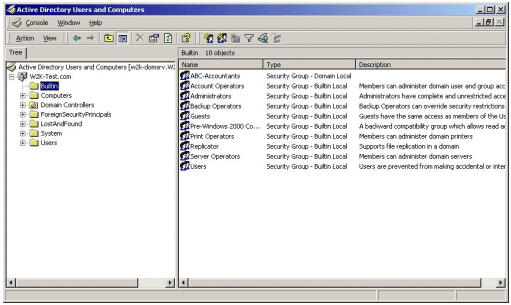 Active Directory Users and Computers
Console Window Help
Action View
Tree
Builtin 10 objects
Active Directory Users and Computers [w2k-domsrv.W
W2K-Test.com
Builtin
Computers
Domain Controllers
ForeignSecurityPrincipals
LostAndFound
System
Users
Name Type Description
ABC-Accountants Security Group - Domain Local
Account Operators Security Group - Builtin Local Members can administer domain user and group acc
Administrators Security Group - Builtin Local Administrators have complete and unrestricted acce
Backup Operators Security Group - Builtin Local Backup Operators can override security restrictions
Guests Security Group - Builtin Local Guests have the same access as members of the Us
Pre-Windows 2000 Co... Security Group - Builtin Local A backward compatibility group which allows read a
Print Operators Security Group - Builtin Local Members can administer domain printers
Replicator Security Group - Builtin Local Supports file replication in a domain
Server Operators Security Group - Builtin Local Members can administer domain servers
Users Security Group - Builtin Local Users are prevented from making accidental or inter